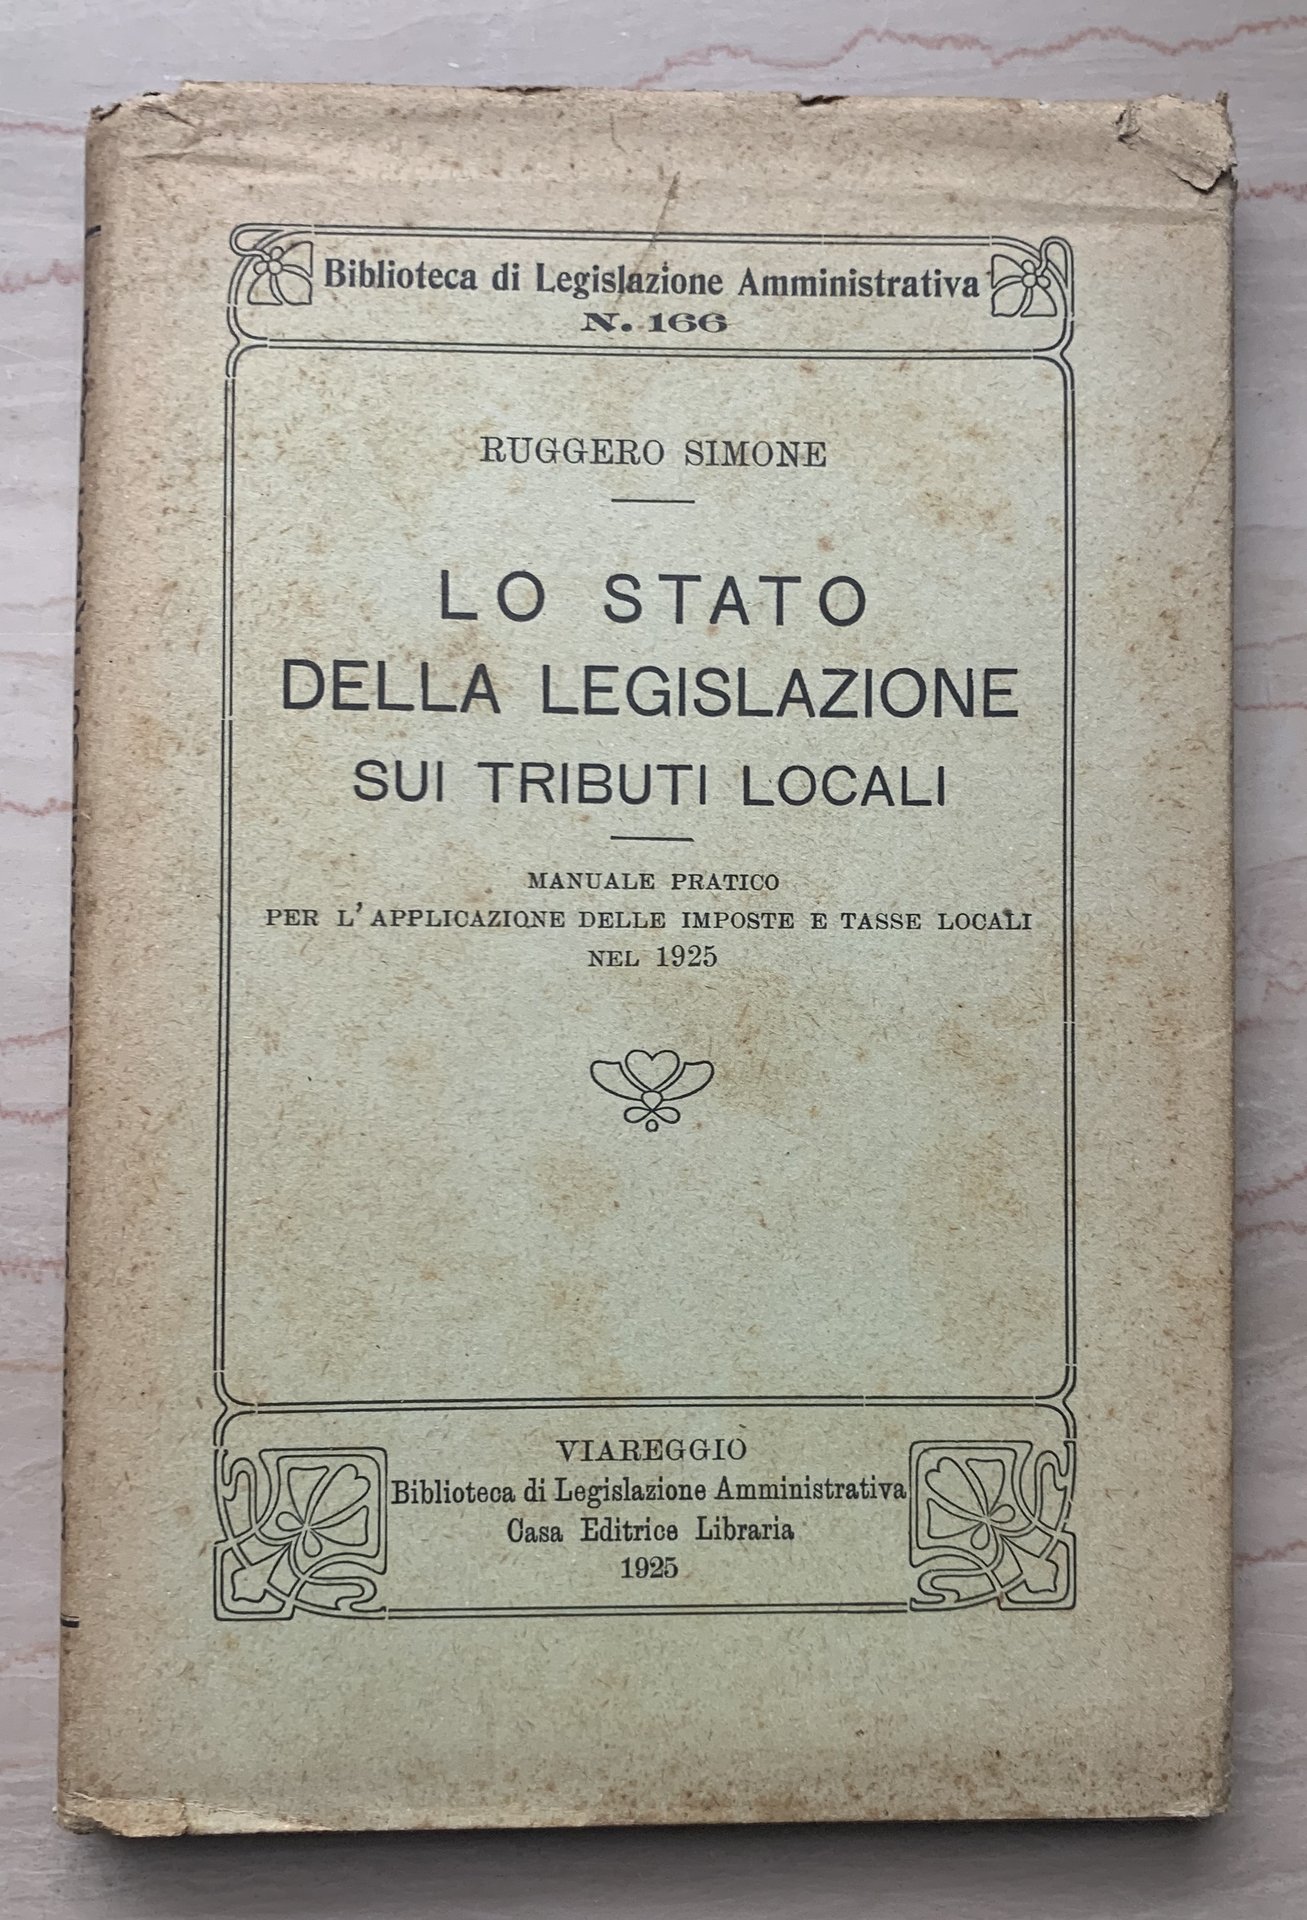 Biblioteca di Legislazione Amministrativa
N. 166
RUGGERO SIMONE
LO STATO
DELLA LEGISLAZIONE
SUI TRIBUTI LOCALI
MANUALE PRATICO
PER L'APPLICAZIONE DELLE IMPOSTE E TASSE LOCALI
NEL 1925
VIAREGGIO
Biblioteca di Legislazione Amministrativa
Casa Editrice Libraria
1925